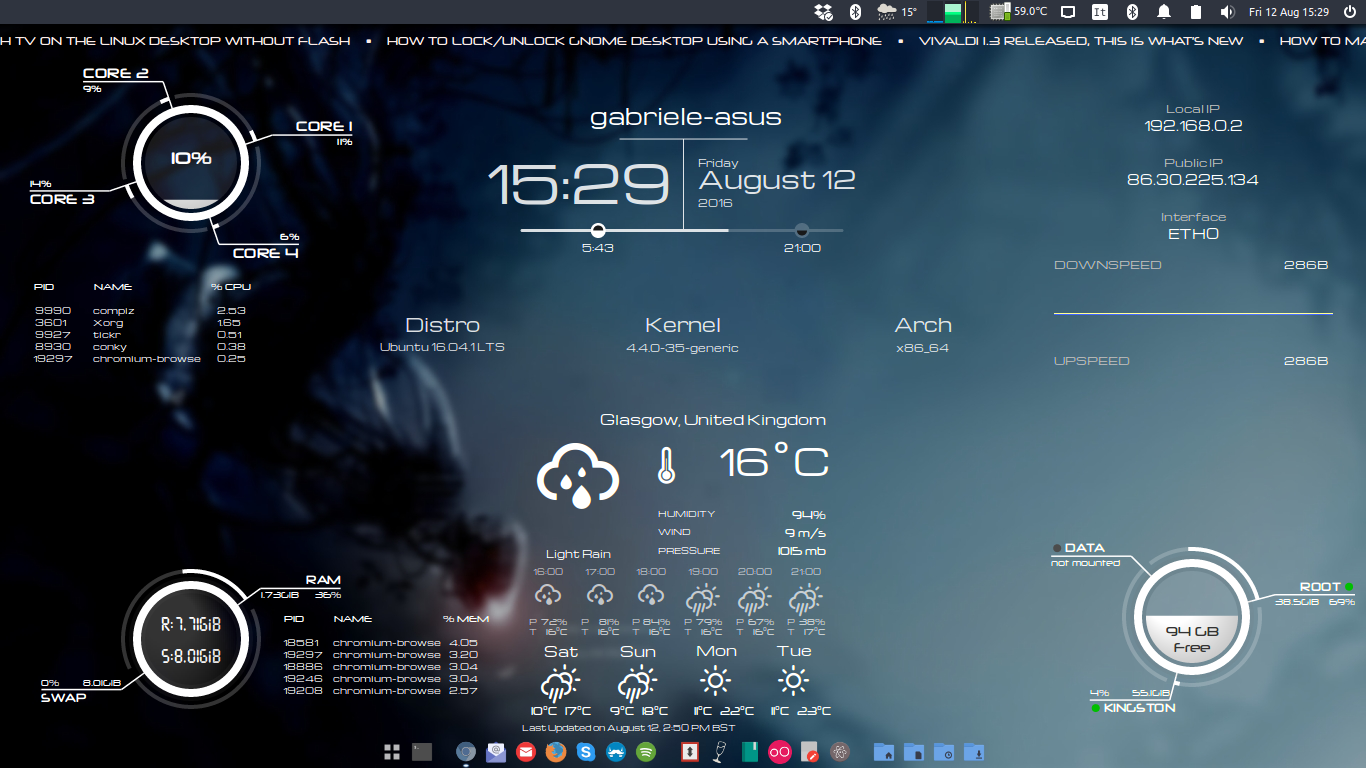 15° 59.0°C It Fri 12 Aug 15:29
H TV ON THE LINUX DESKTOP WITHOUT FLASH • HOW TO LOCK/UNLOCK GNOME DESKTOP USING A SMARTPHONE • VIVALDI 1.3 RELEASED, THIS IS WHAT'S NEW • HOW TO MA
CORE 2
9%
CORE 1
11%
10%
14%
CORE 3
6%
CORE 4
PID NAME % CPU
9990 compiz 2.53
3601 Xorg 1.65
9927 tickr 0.51
8930 conky 0.38
19297 chromium-browse 0.25
gabriele-asus
15:29
Friday
August 12
2016
5:43 21:00
Local IP
192.168.0.2
Public IP
86.30.225.134
Interface
ETH0
DOWNSPEED 286B
UPSPEED 286B
Distro Kernel Arch
Ubuntu 16.04.1 LTS 4.4.0-35-generic x86_64
Glasgow, United Kingdom
16°C
HUMIDITY 94%
WIND 9 m/s
PRESSURE 1015 mb
Light Rain
16:00 17:00 18:00 19:00 20:00 21:00
P 72% P 81% P 84% P 79% P 67% P 38%
T 16°C T 16°C T 16°C T 16°C T 16°C T 17°C
Sat Sun Mon Tue
10°C 17°C 9°C 18°C 11°C 22°C 11°C 23°C
Last Updated on August 12, 2:50 PM BST
RAM
1.73GIB 36%
R:7.71GiB
S:8.01GiB
0% 8.01GIB
SWAP
PID NAME % MEM
18581 chromium-browse 4.05
19297 chromium-browse 3.20
18886 chromium-browse 3.04
19246 chromium-browse 3.04
19208 chromium-browse 2.57
DATA
not mounted
ROOT
38.5GIB 69%
94 GB
Free
4% 55.1GIB
KINGSTON